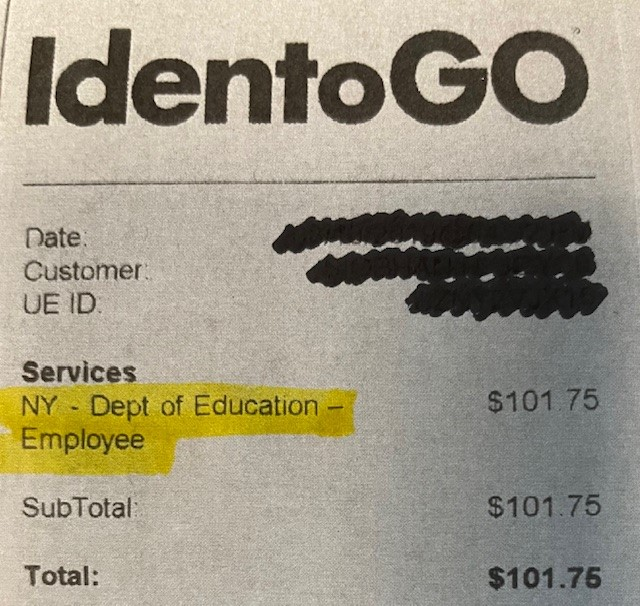 IdentoGO
Date:
Customer:
UE ID:
Services
NY - Dept of Education – $101.75
Employee
SubTotal: $101.75
Total: $101.75